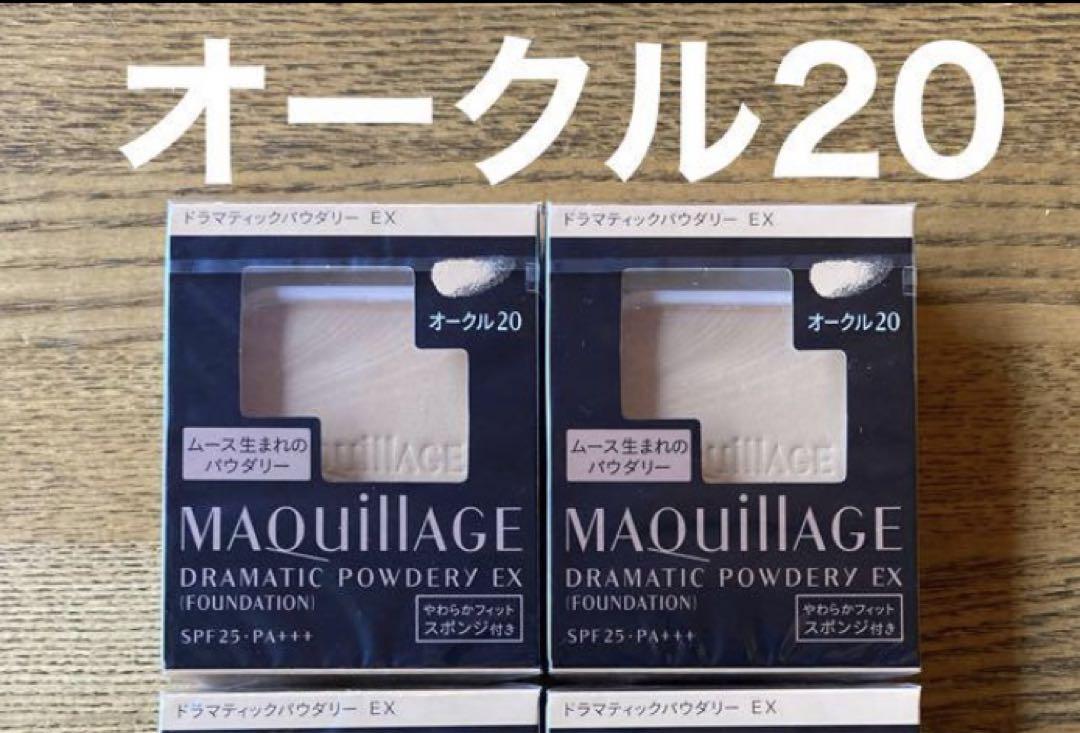 オークル20
ドラマティックパウダリー EX
オークル20
uillAGE
ムース生まれの
パウダリー
MAQuillAGE
DRAMATIC POWDERY EX
(FOUNDATION)
SPF25・PA+++
やわらかフィット
スポンジ付き
ドラマティックパウダリー EX
オークル20
uillAGE
ムース生まれの
パウダリー
MAQuillAGE
DRAMATIC POWDERY EX
(FOUNDATION)
SPF25・PA+++
やわらかフィット
スポンジ付き
ドラマティックパウダリー EX
ドラマティックパウダリー EX